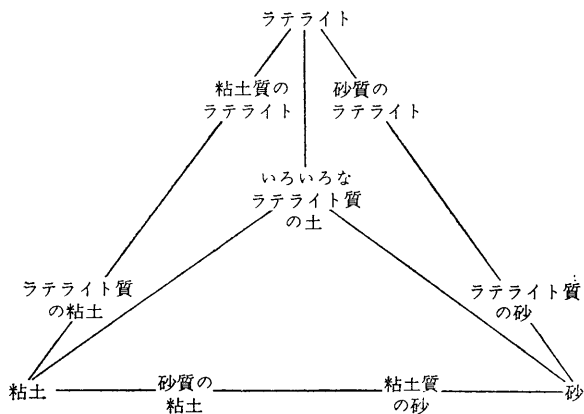 ラテライト
粘土質の
ラテライト
砂質の
ラテライト
いろいろな
ラテライト質
の土
ラテライト質
の粘土
ラテライト質
の砂
粘土
砂質の
粘土
粘土質
の砂
砂